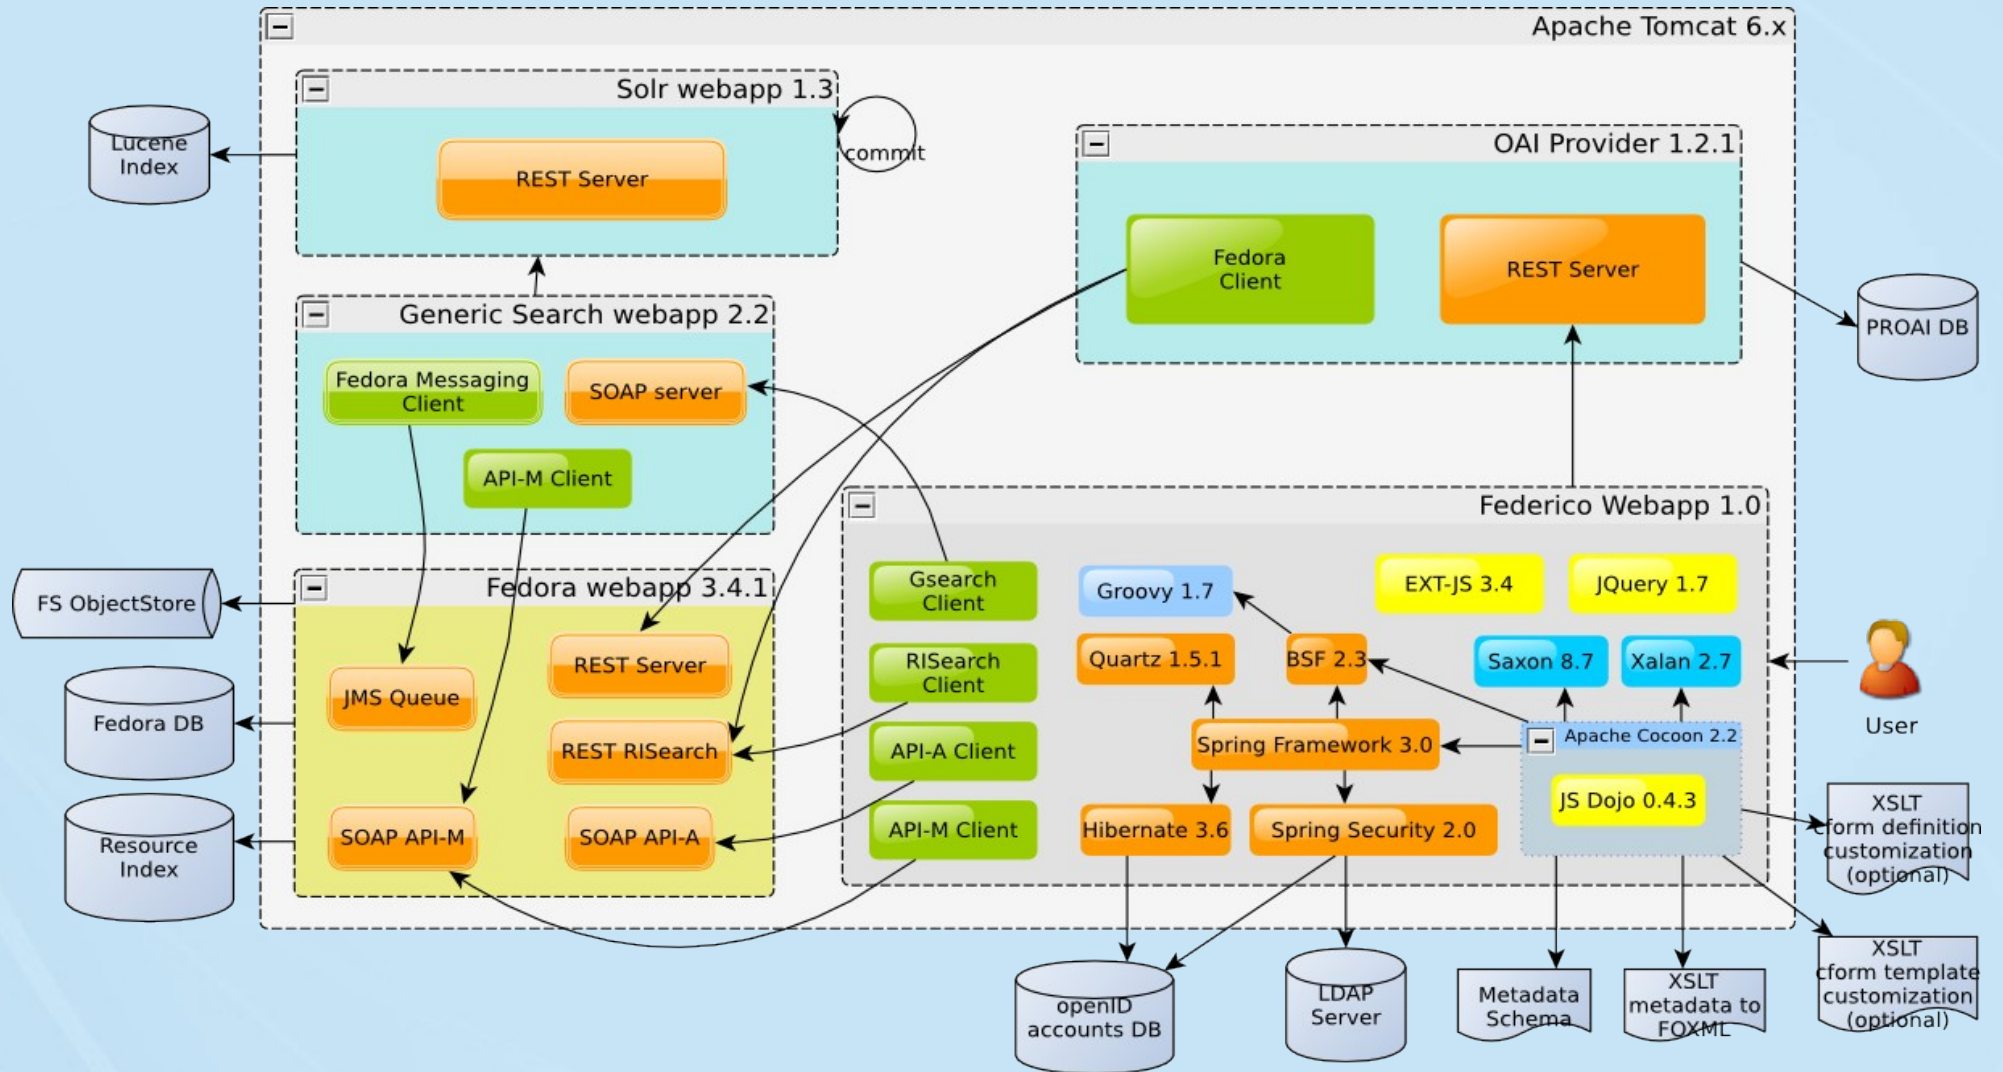 Apache Tomcat 6.x
Solr webapp 1.3
Lucene
Index
REST Server
commit
OAI Provider 1.2.1
Fedora
Client
REST Server
PROAI DB
Generic Search webapp 2.2
Fedora Messaging
Client
SOAP server
API-M Client
Federico Webapp 1.0
Gsearch
Client
RISearch
Client
API-A Client
API-M Client
Groovy 1.7
EXT-JS 3.4
JQuery 1.7
Quartz 1.5.1
BSF 2.3
Saxon 8.7
Xalan 2.7
Spring Framework 3.0
Apache Cocoon 2.2
JS Dojo 0.4.3
Hibernate 3.6
Spring Security 2.0
User
Fedora webapp 3.4.1
FS ObjectStore
Fedora DB
Resource
Index
JMS Queue
REST Server
REST RISearch
SOAP API-M
SOAP API-A
openID
accounts DB
LDAP
Server
Metadata
Schema
XSLT
metadata to
FOXML
XSLT
cform definition
customization
(optional)
XSLT
cform template
customization
(optional)